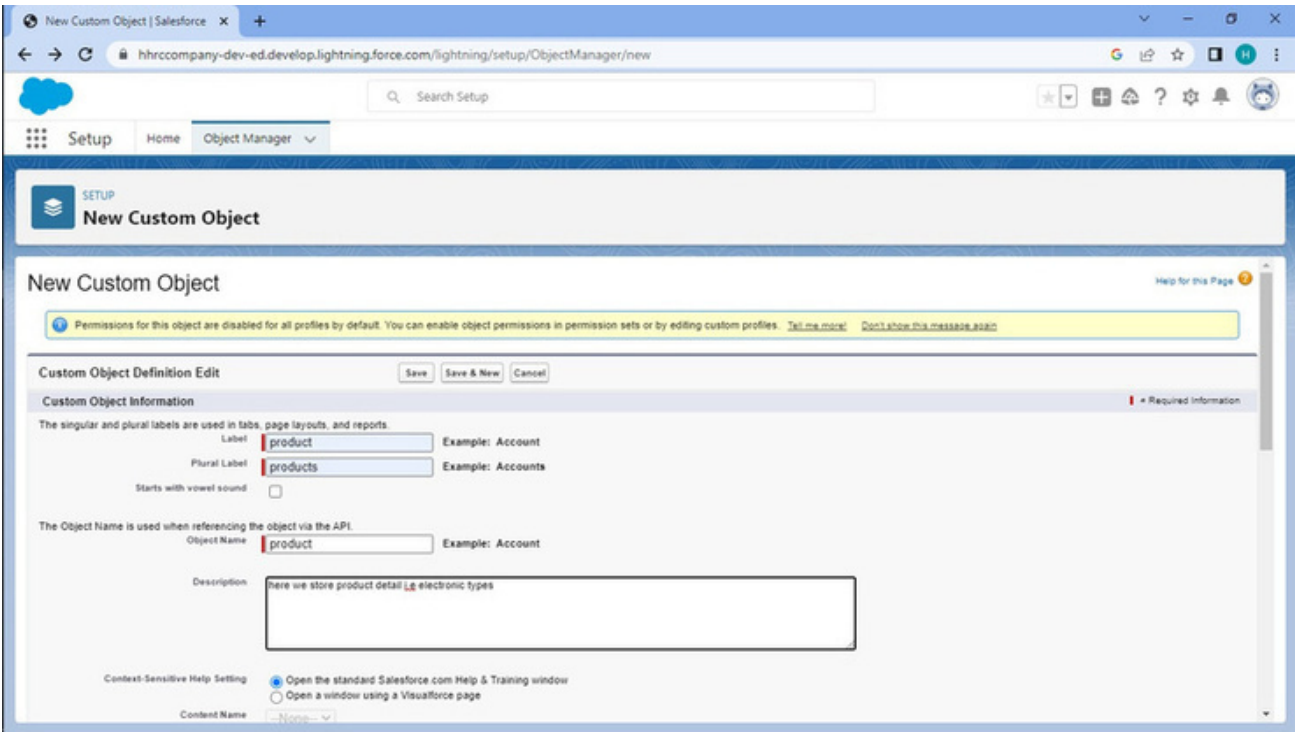 New Custom Object | Salesforce
hhrccompany-dev-ed.develop.lightning.force.com/lightning/setup/ObjectManager/new
G
H
Search Setup
Setup Home Object Manager
SETUP
New Custom Object
New Custom Object
Help for this Page
Permissions for this object are disabled for all profiles by default. You can enable object permissions in permission sets or by editing custom profiles. Tell me more! Don't show this message again
Custom Object Definition Edit Save Save & New Cancel
Custom Object Information = Required Information
The singular and plural labels are used in tabs, page layouts, and reports.
Label product Example: Account
Plural Label products Example: Accounts
Starts with vowel sound
The Object Name is used when referencing the object via the API.
Object Name product Example: Account
Description here we store product detail i.e electronic types
Context-Sensitive Help Setting Open the standard Salesforce.com Help & Training window
Open a window using a Visualforce page
Content Name --None--